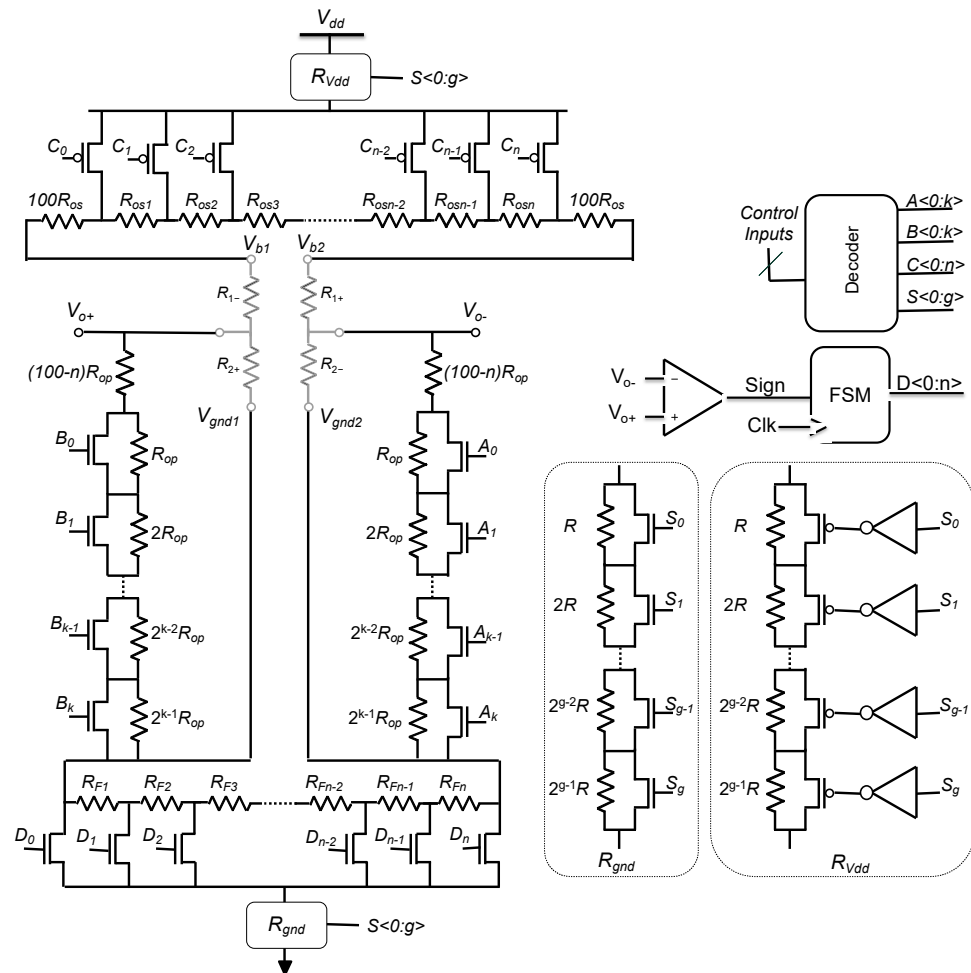 V_dd
R_Vdd S<0:g>
C_0 C_1 C_2 C_n-2 C_n-1 C_n
100R_os R_os1 R_os2 R_os3 R_osn-2 R_osn-1 R_osn 100R_os
V_b1 V_b2
R_1− R_1+
V_o+ V_o-
R_2+ R_2−
(100-n)R_op (100-n)R_op
V_gnd1 V_gnd2
B_0 R_op R_op A_0
B_1 2R_op 2R_op A_1
B_k-1 2^k-2R_op 2^k-2R_op A_k-1
B_k 2^k-1R_op 2^k-1R_op A_k
R_F1 R_F2 R_F3 R_Fn-2 R_Fn-1 R_Fn
D_0 D_1 D_2 D_n-2 D_n-1 D_n
R_gnd S<0:g>
Control
Inputs
Decoder
A<0:k>
B<0:k>
C<0:n>
S<0:g>
V_o- −
V_o+ +
Sign
Clk
FSM
D<0:n>
R S_0
2R S_1
2^g-2R S_g-1
2^g-1R S_g
R_gnd
R S_0
2R S_1
2^g-2R S_g-1
2^g-1R S_g
R_Vdd